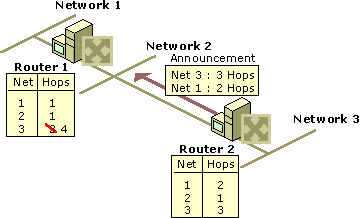 Network 1
Network 2
Router 1
Announcement
Net Hops
Net 3 : 3 Hops
Net 1 : 2 Hops
1 1
2 1
3 4
Network 3
Router 2
Net Hops
1 2
2 1
3 3